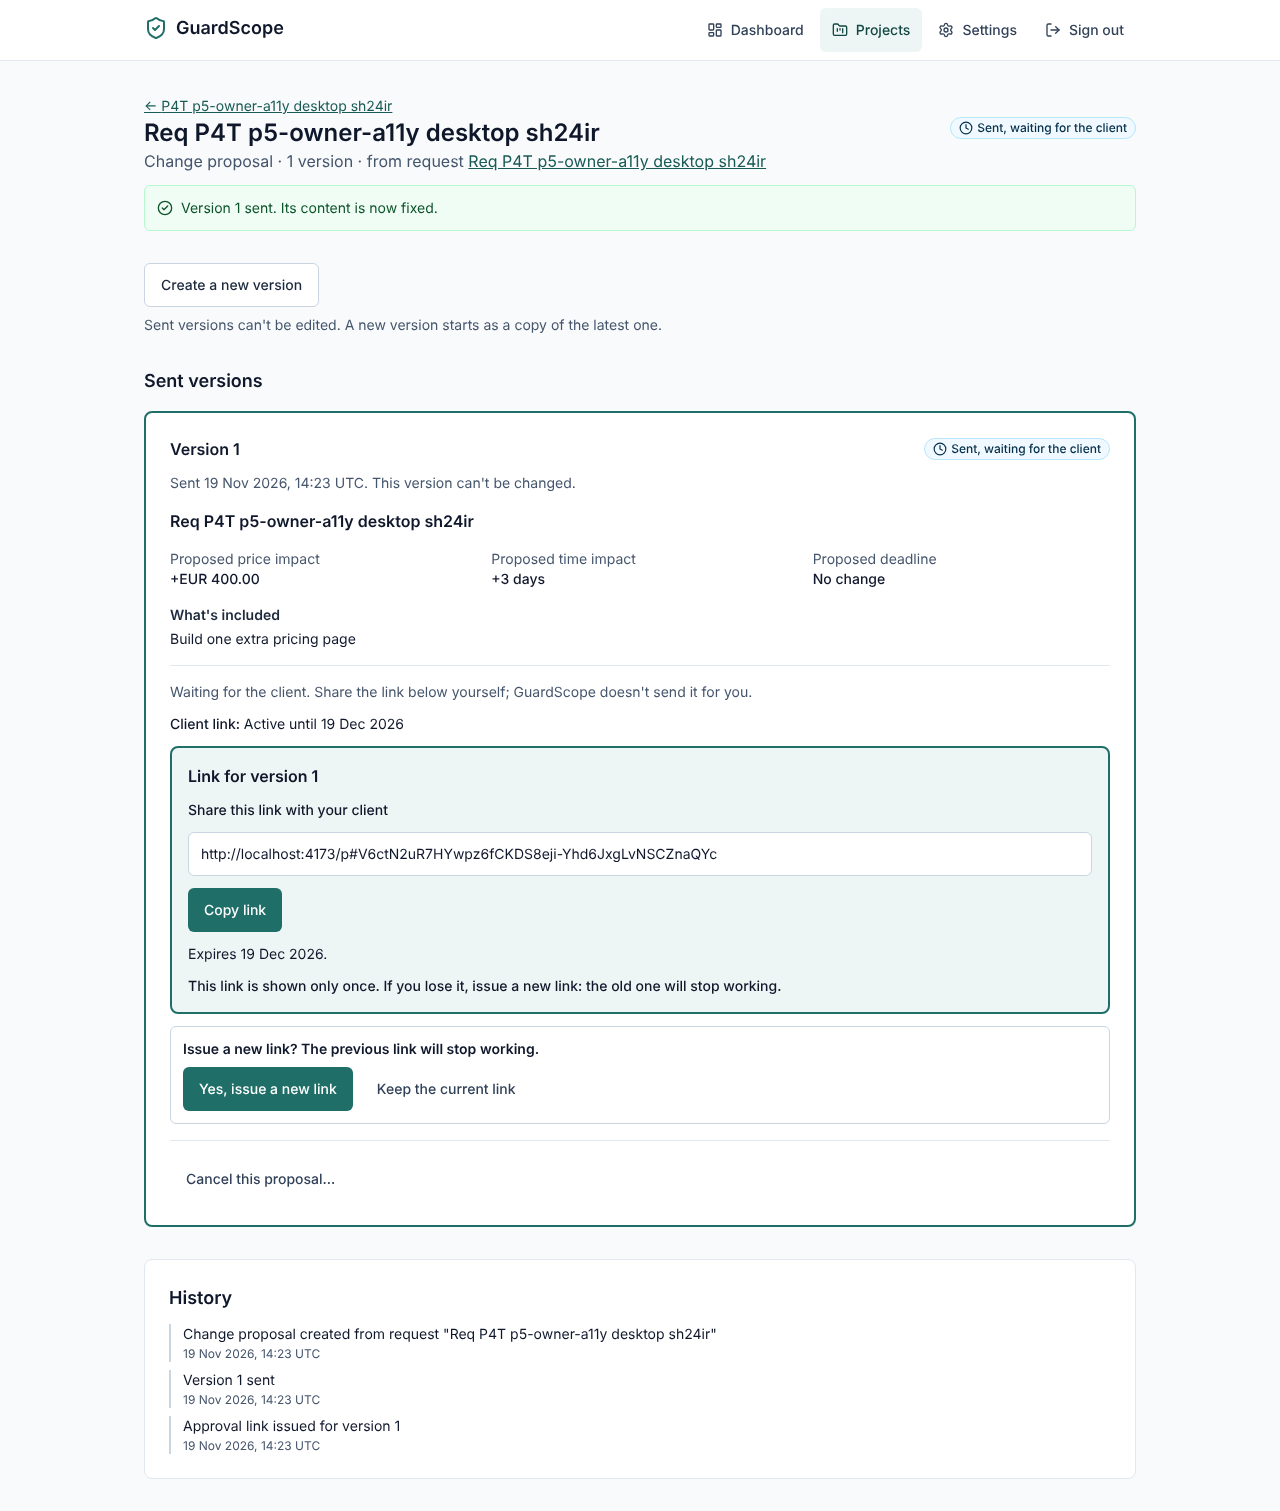 GuardScope
Dashboard
Projects
Settings
Sign out
← P4T p5-owner-a11y desktop sh24ir
Req P4T p5-owner-a11y desktop sh24ir
Sent, waiting for the client
Change proposal · 1 version · from request Req P4T p5-owner-a11y desktop sh24ir
Version 1 sent. Its content is now fixed.
Create a new version
Sent versions can't be edited. A new version starts as a copy of the latest one.
Sent versions
Version 1
Sent, waiting for the client
Sent 19 Nov 2026, 14:23 UTC. This version can't be changed.
Req P4T p5-owner-a11y desktop sh24ir
Proposed price impact
+EUR 400.00
Proposed time impact
+3 days
Proposed deadline
No change
What's included
Build one extra pricing page
Waiting for the client. Share the link below yourself; GuardScope doesn't send it for you.
Client link: Active until 19 Dec 2026
Link for version 1
Share this link with your client
http://localhost:4173/p#V6ctN2uR7HYwpz6fCKDS8eji-Yhd6JxgLvNSCZnaQYc
Copy link
Expires 19 Dec 2026.
This link is shown only once. If you lose it, issue a new link: the old one will stop working.
Issue a new link? The previous link will stop working.
Yes, issue a new link
Keep the current link
Cancel this proposal...
History
Change proposal created from request "Req P4T p5-owner-a11y desktop sh24ir"
19 Nov 2026, 14:23 UTC
Version 1 sent
19 Nov 2026, 14:23 UTC
Approval link issued for version 1
19 Nov 2026, 14:23 UTC